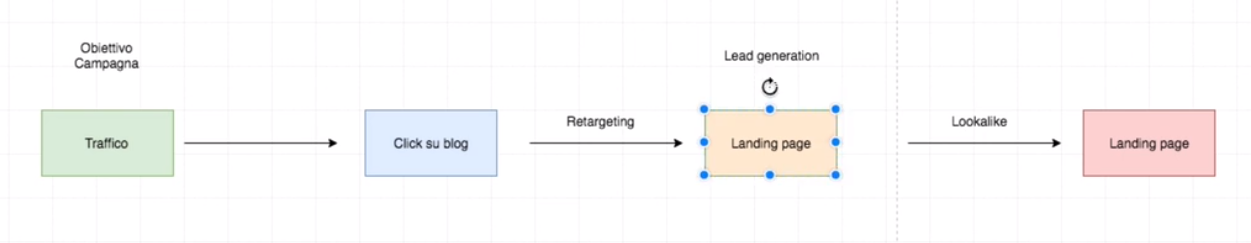 Obiettivo
Campagna
Lead generation
Traffico
Click su blog
Retargeting
Landing page
Lookalike
Landing page